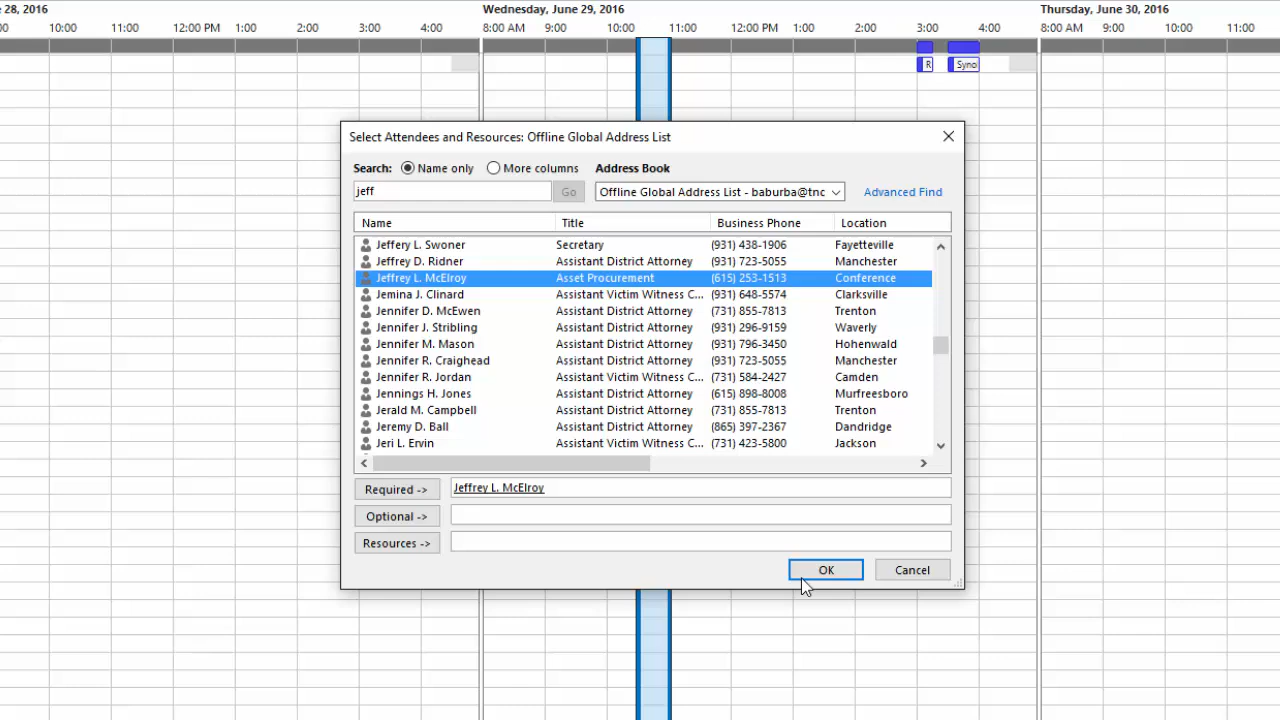 28, 2016 Wednesday, June 29, 2016 Thursday, June 30, 2016
10:00 11:00 12:00 PM 1:00 2:00 3:00 4:00 8:00 AM 9:00 10:00 11:00 12:00 PM 1:00 2:00 3:00 4:00 8:00 AM 9:00 10:00 11:00
R Syno
Select Attendees and Resources: Offline Global Address List
Search: Name only More columns Address Book
jeff Go Offline Global Address List - baburba@tnc Advanced Find
Name Title Business Phone Location
Jeffery L. Swoner Secretary (931) 438-1906 Fayetteville
Jeffrey D. Ridner Assistant District Attorney (931) 723-5055 Manchester
Jeffrey L. McElroy Asset Procurement (615) 253-1513 Conference
Jemina J. Clinard Assistant Victim Witness C... (931) 648-5574 Clarksville
Jennifer D. McEwen Assistant District Attorney (731) 855-7813 Trenton
Jennifer J. Stribling Assistant District Attorney (931) 296-9159 Waverly
Jennifer M. Mason Assistant District Attorney (931) 796-3450 Hohenwald
Jennifer R. Craighead Assistant District Attorney (931) 723-5055 Manchester
Jennifer R. Jordan Assistant Victim Witness C... (731) 584-2427 Camden
Jennings H. Jones Assistant District Attorney (615) 898-8008 Murfreesboro
Jerald M. Campbell Assistant District Attorney (731) 855-7813 Trenton
Jeremy D. Ball Assistant District Attorney (865) 397-2367 Dandridge
Jeri L. Ervin Assistant Victim Witness C... (731) 423-5800 Jackson
Required -> Jeffrey L. McElroy
Optional ->
Resources ->
OK Cancel